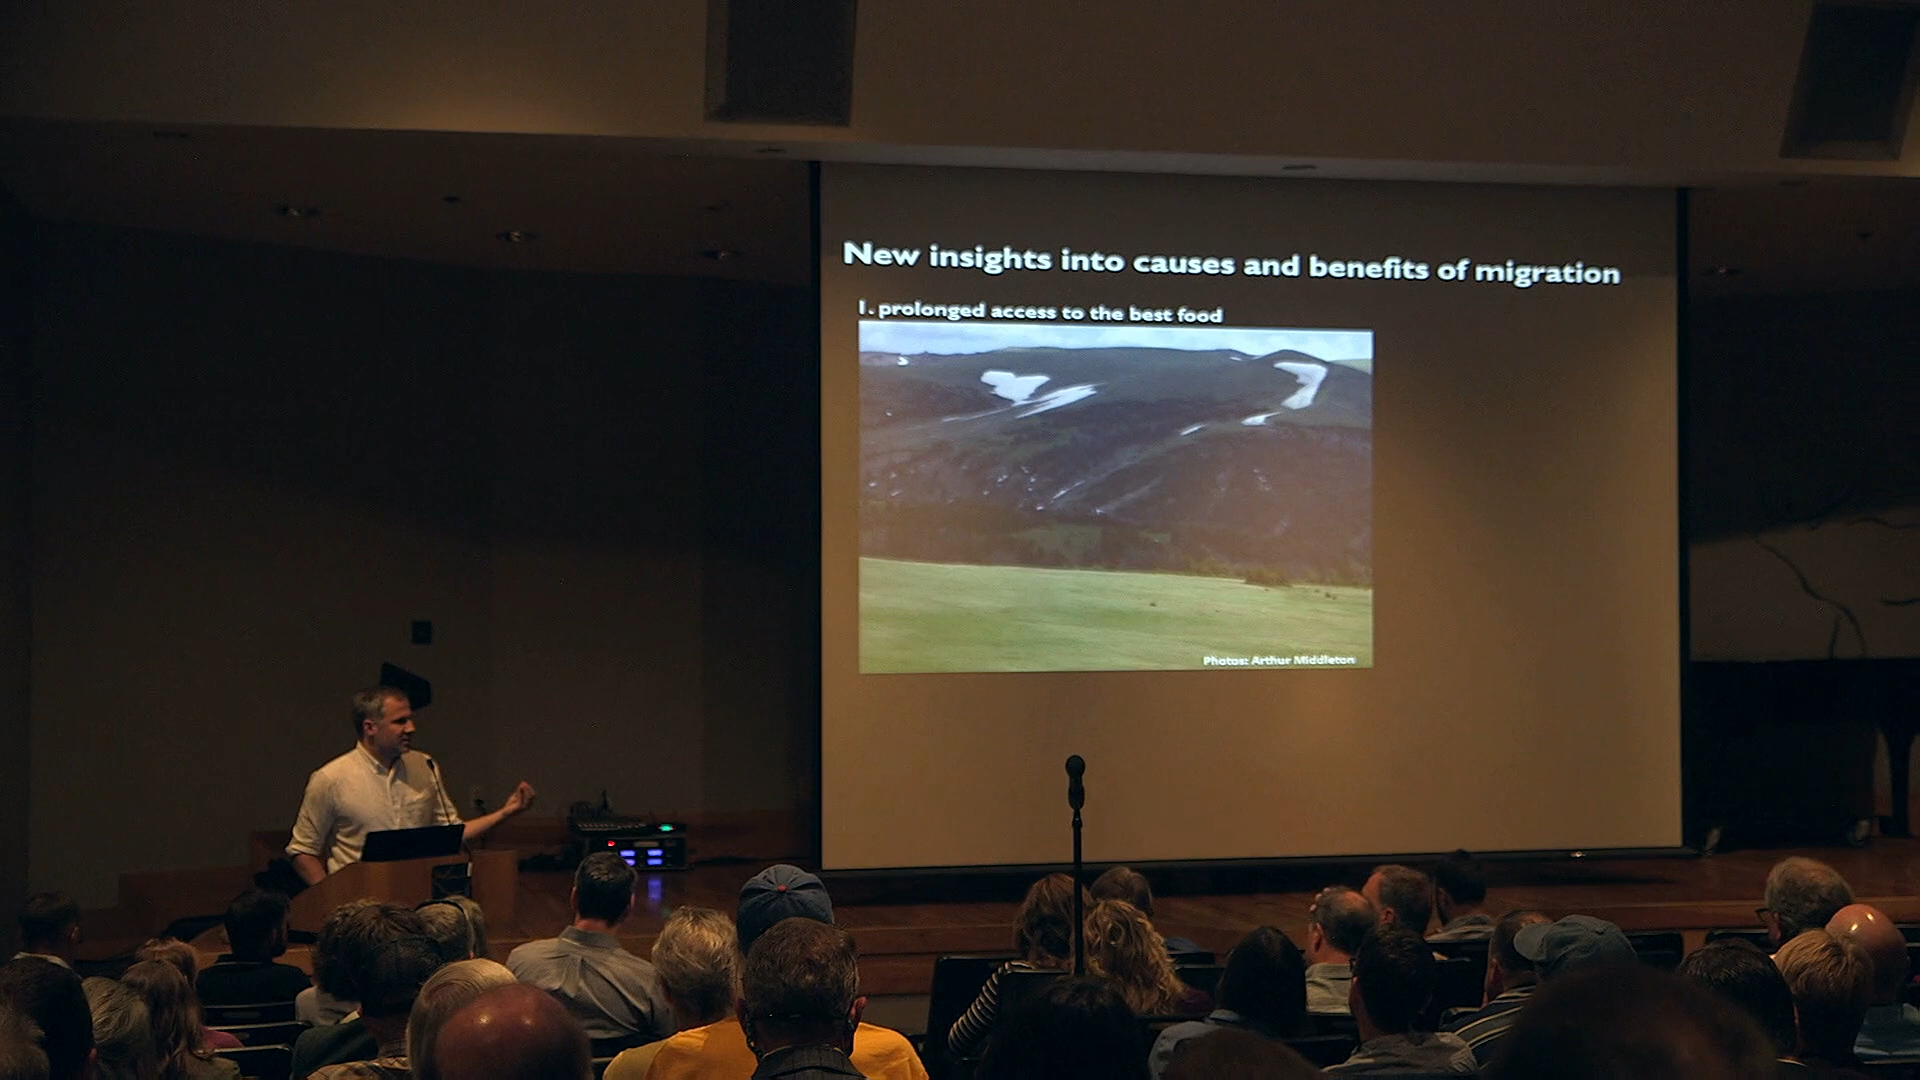 New insights into causes and benefits of migration
1. prolonged access to the best food
Photos: Arthur Middleton